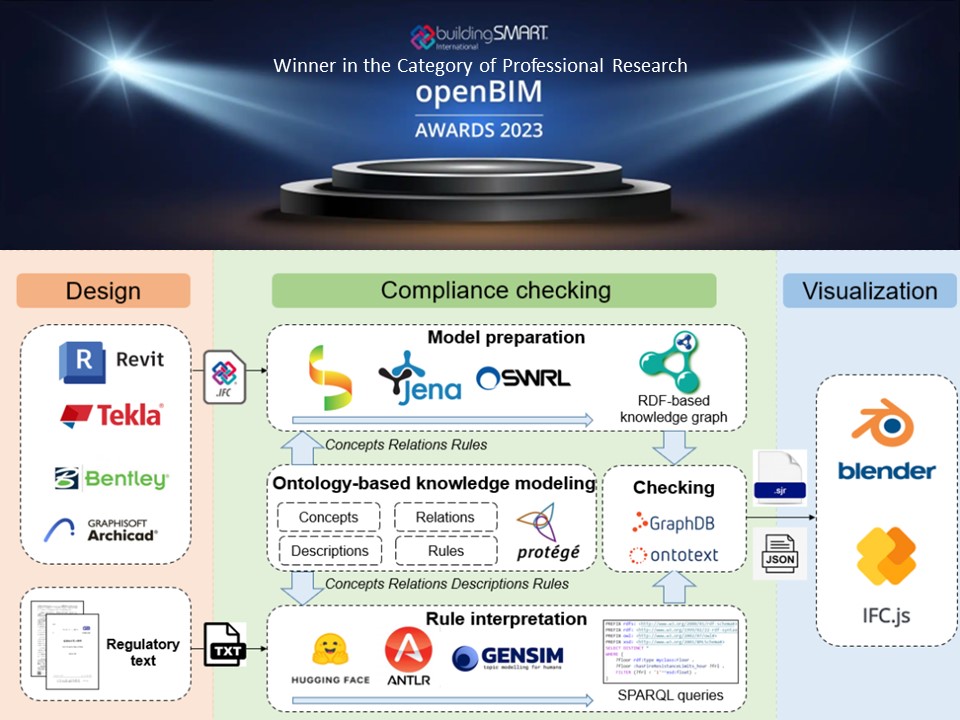 buildingSMART
International
Winner in the Category of Professional Research
openBIM
AWARDS 2023
Design
Compliance checking
Visualization
R Revit
Tekla
Bentley
GRAPHISOFT
Archicad
.IFC
Model preparation
Jena
SWRL
RDF-based
knowledge graph
Concepts Relations Rules
Ontology-based knowledge modeling
Concepts
Relations
Descriptions
Rules
protégé
Checking
GraphDB
ontotext
.sjr
JSON
blender
IFC.js
Concepts Relations Descriptions Rules
Regulatory
text
TXT
Rule interpretation
HUGGING FACE
ANTLR
GENSIM
topic modelling for humans
SELECT DISTINCT *
WHERE {
SPARQL queries